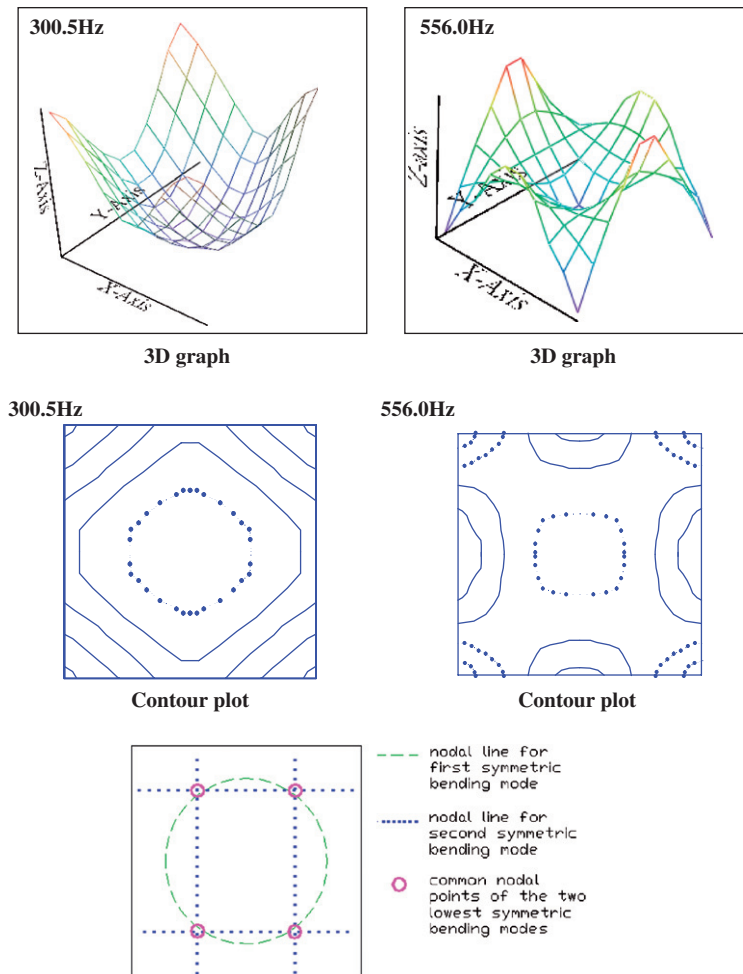 300.5Hz
556.0Hz
Z-Axis
Y-Axis
X-Axis
Z-axis
Y-Axis
X-Axis
3D graph
3D graph
300.5Hz
556.0Hz
Contour plot
Contour plot
nodal line for
first symmetric
bending mode
nodal line for
second symmetric
bending mode
common nodal
points of the two
lowest symmetric
bending modes